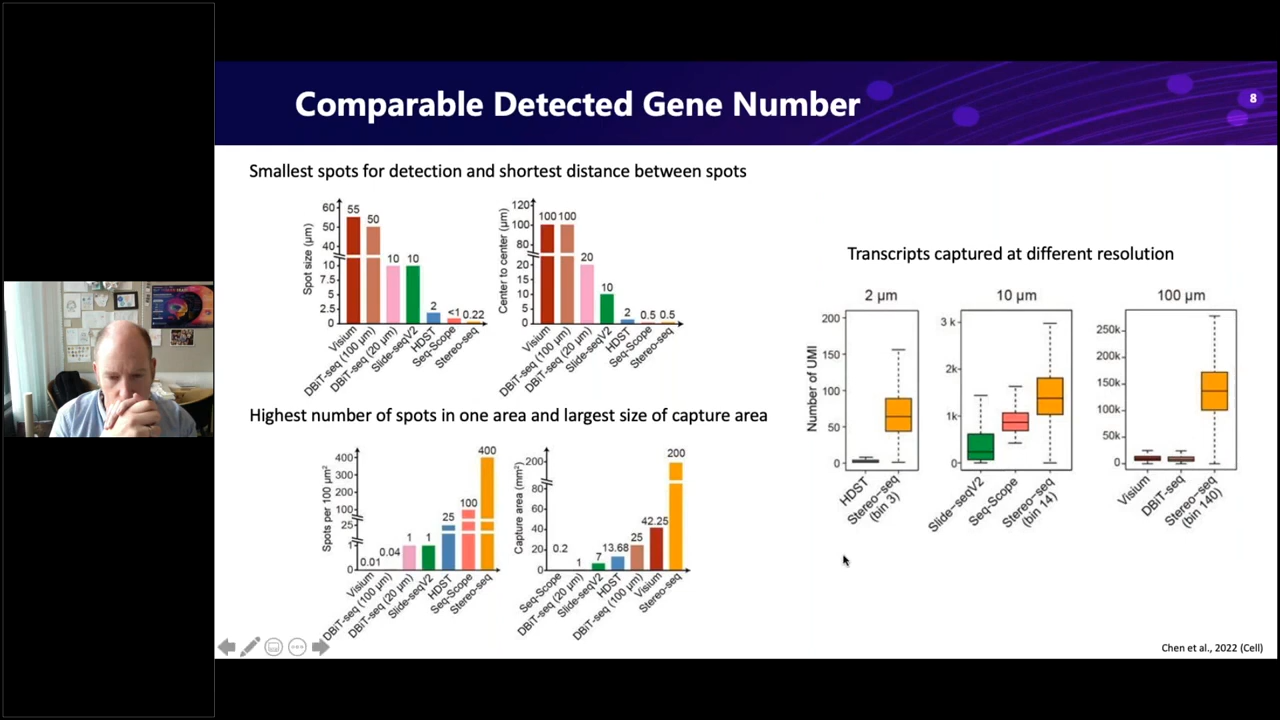 Comparable Detected Gene Number
8
Smallest spots for detection and shortest distance between spots
Spot size (µm)
60
50
40
10
7.5
5
2.5
0
55
50
10
10
2
<1
0.22
Visium
DBiT-seq (100 µm)
DBiT-seq (20 µm)
Slide-seqV2
HDST
Seq-Scope
Stereo-seq
Center to center (µm)
120
100
80
20
15
10
5
0
100
100
20
10
2
0.5
0.5
Visium
DBiT-seq (100 µm)
DBiT-seq (20 µm)
Slide-seqV2
HDST
Seq-Scope
Stereo-seq
Highest number of spots in one area and largest size of capture area
Spots per 100 µm²
400
300
200
100
25
1
0
0.01
0.04
1
1
25
100
400
Visium
DBiT-seq (100 µm)
DBiT-seq (20 µm)
Slide-seqV2
HDST
Seq-Scope
Stereo-seq
Capture area (mm²)
200
80
60
40
20
0
0.2
1
7
13.68
25
42.25
200
Seq-Scope
DBiT-seq (20 µm)
Slide-seqV2
HDST
DBiT-seq (100 µm)
Visium
Stereo-seq
Transcripts captured at different resolution
Number of UMI
2 µm
200
150
100
50
0
HDST
Stereo-seq
(bin 3)
10 µm
3k
2k
1k
0
Slide-seqV2
Seq-Scope
Stereo-seq
(bin 14)
100 µm
250k
200k
150k
100k
50k
0
Visium
DBiT-seq
Stereo-seq
(bin 140)
Chen et al., 2022 (Cell)